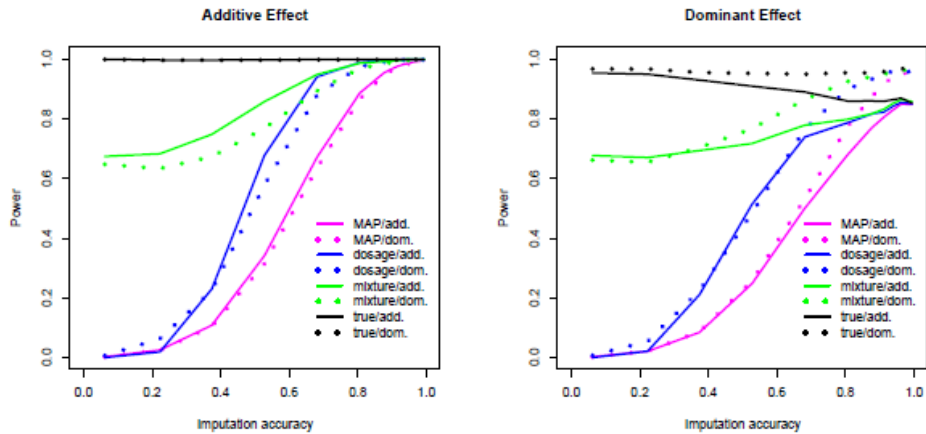 Additive Effect
Power
0.0 0.2 0.4 0.6 0.8 1.0
MAP/add.
MAP/dom.
dosage/add.
dosage/dom.
mixture/add.
mixture/dom.
true/add.
true/dom.
0.0 0.2 0.4 0.6 0.8 1.0
Imputation accuracy
Dominant Effect
Power
0.0 0.2 0.4 0.6 0.8 1.0
MAP/add.
MAP/dom.
dosage/add.
dosage/dom.
mixture/add.
mixture/dom.
true/add.
true/dom.
0.0 0.2 0.4 0.6 0.8 1.0
Imputation accuracy